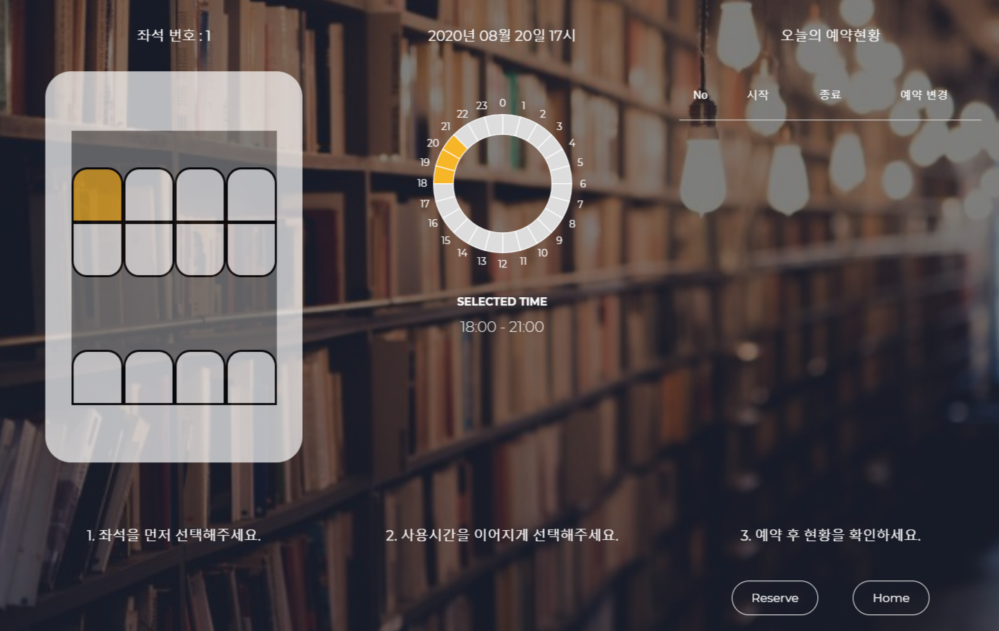 좌석 번호 : 1
2020년 08월 20일 17시
오늘의 예약현황
No 시작 종료 예약 변경
0
1
2
3
4
5
6
7
8
9
10
11
12
13
14
15
16
17
18
19
20
21
22
23
SELECTED TIME
18:00 - 21:00
1. 좌석을 먼저 선택해주세요.
2. 사용시간을 이어지게 선택해주세요.
3. 예약 후 현황을 확인하세요.
Reserve
Home